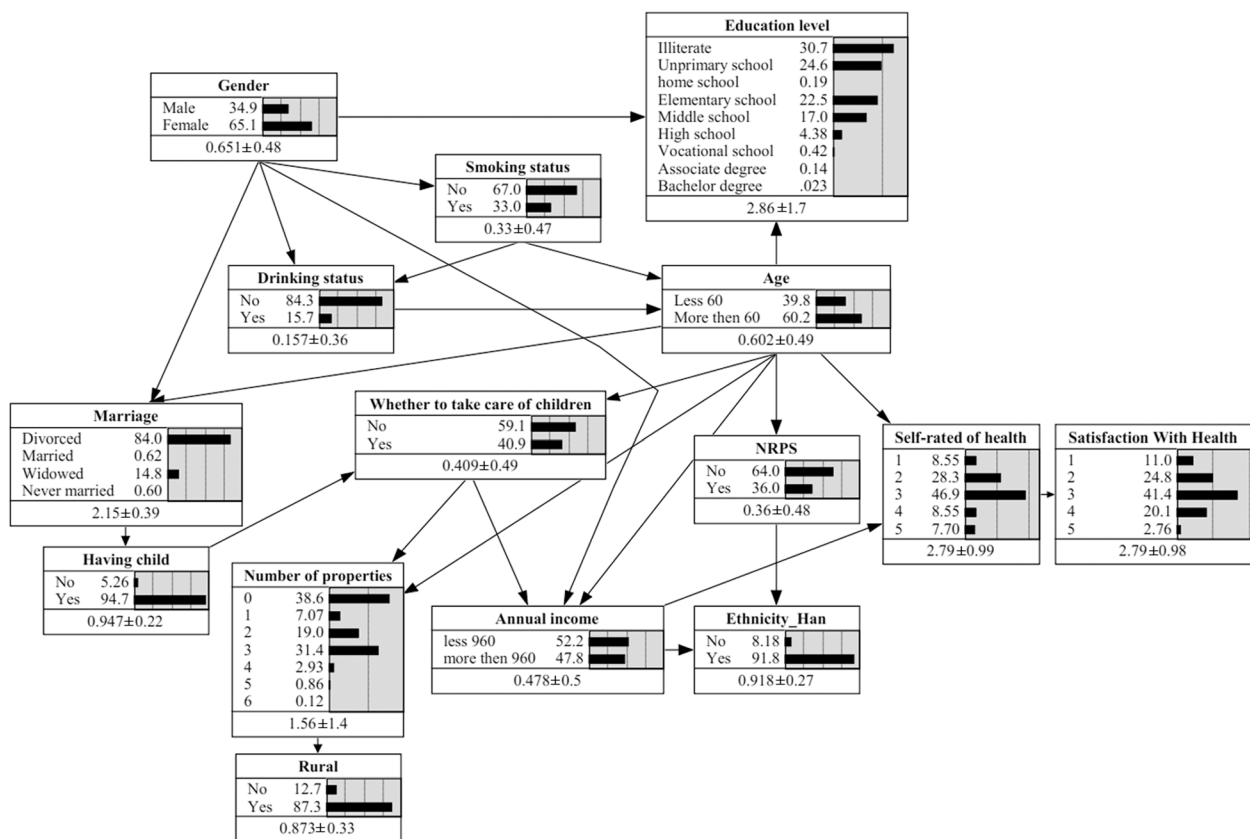 Education level
Illiterate 30.7
Unprimary school 24.6
home school 0.19
Elementary school 22.5
Middle school 17.0
High school 4.38
Vocational school 0.42
Associate degree 0.14
Bachelor degree .023
2.86±1.7
Gender
Male 34.9
Female 65.1
0.651±0.48
Smoking status
No 67.0
Yes 33.0
0.33±0.47
Drinking status
No 84.3
Yes 15.7
0.157±0.36
Age
Less 60 39.8
More then 60 60.2
0.602±0.49
Marriage
Divorced 84.0
Married 0.62
Widowed 14.8
Never married 0.60
2.15±0.39
Whether to take care of children
No 59.1
Yes 40.9
0.409±0.49
NRPS
No 64.0
Yes 36.0
0.36±0.48
Self-rated of health
1 8.55
2 28.3
3 46.9
4 8.55
5 7.70
2.79±0.99
Satisfaction With Health
1 11.0
2 24.8
3 41.4
4 20.1
5 2.76
2.79±0.98
Having child
No 5.26
Yes 94.7
0.947±0.22
Number of properties
0 38.6
1 7.07
2 19.0
3 31.4
4 2.93
5 0.86
6 0.12
1.56±1.4
Annual income
less 960 52.2
more then 960 47.8
0.478±0.5
Ethnicity_Han
No 8.18
Yes 91.8
0.918±0.27
Rural
No 12.7
Yes 87.3
0.873±0.33